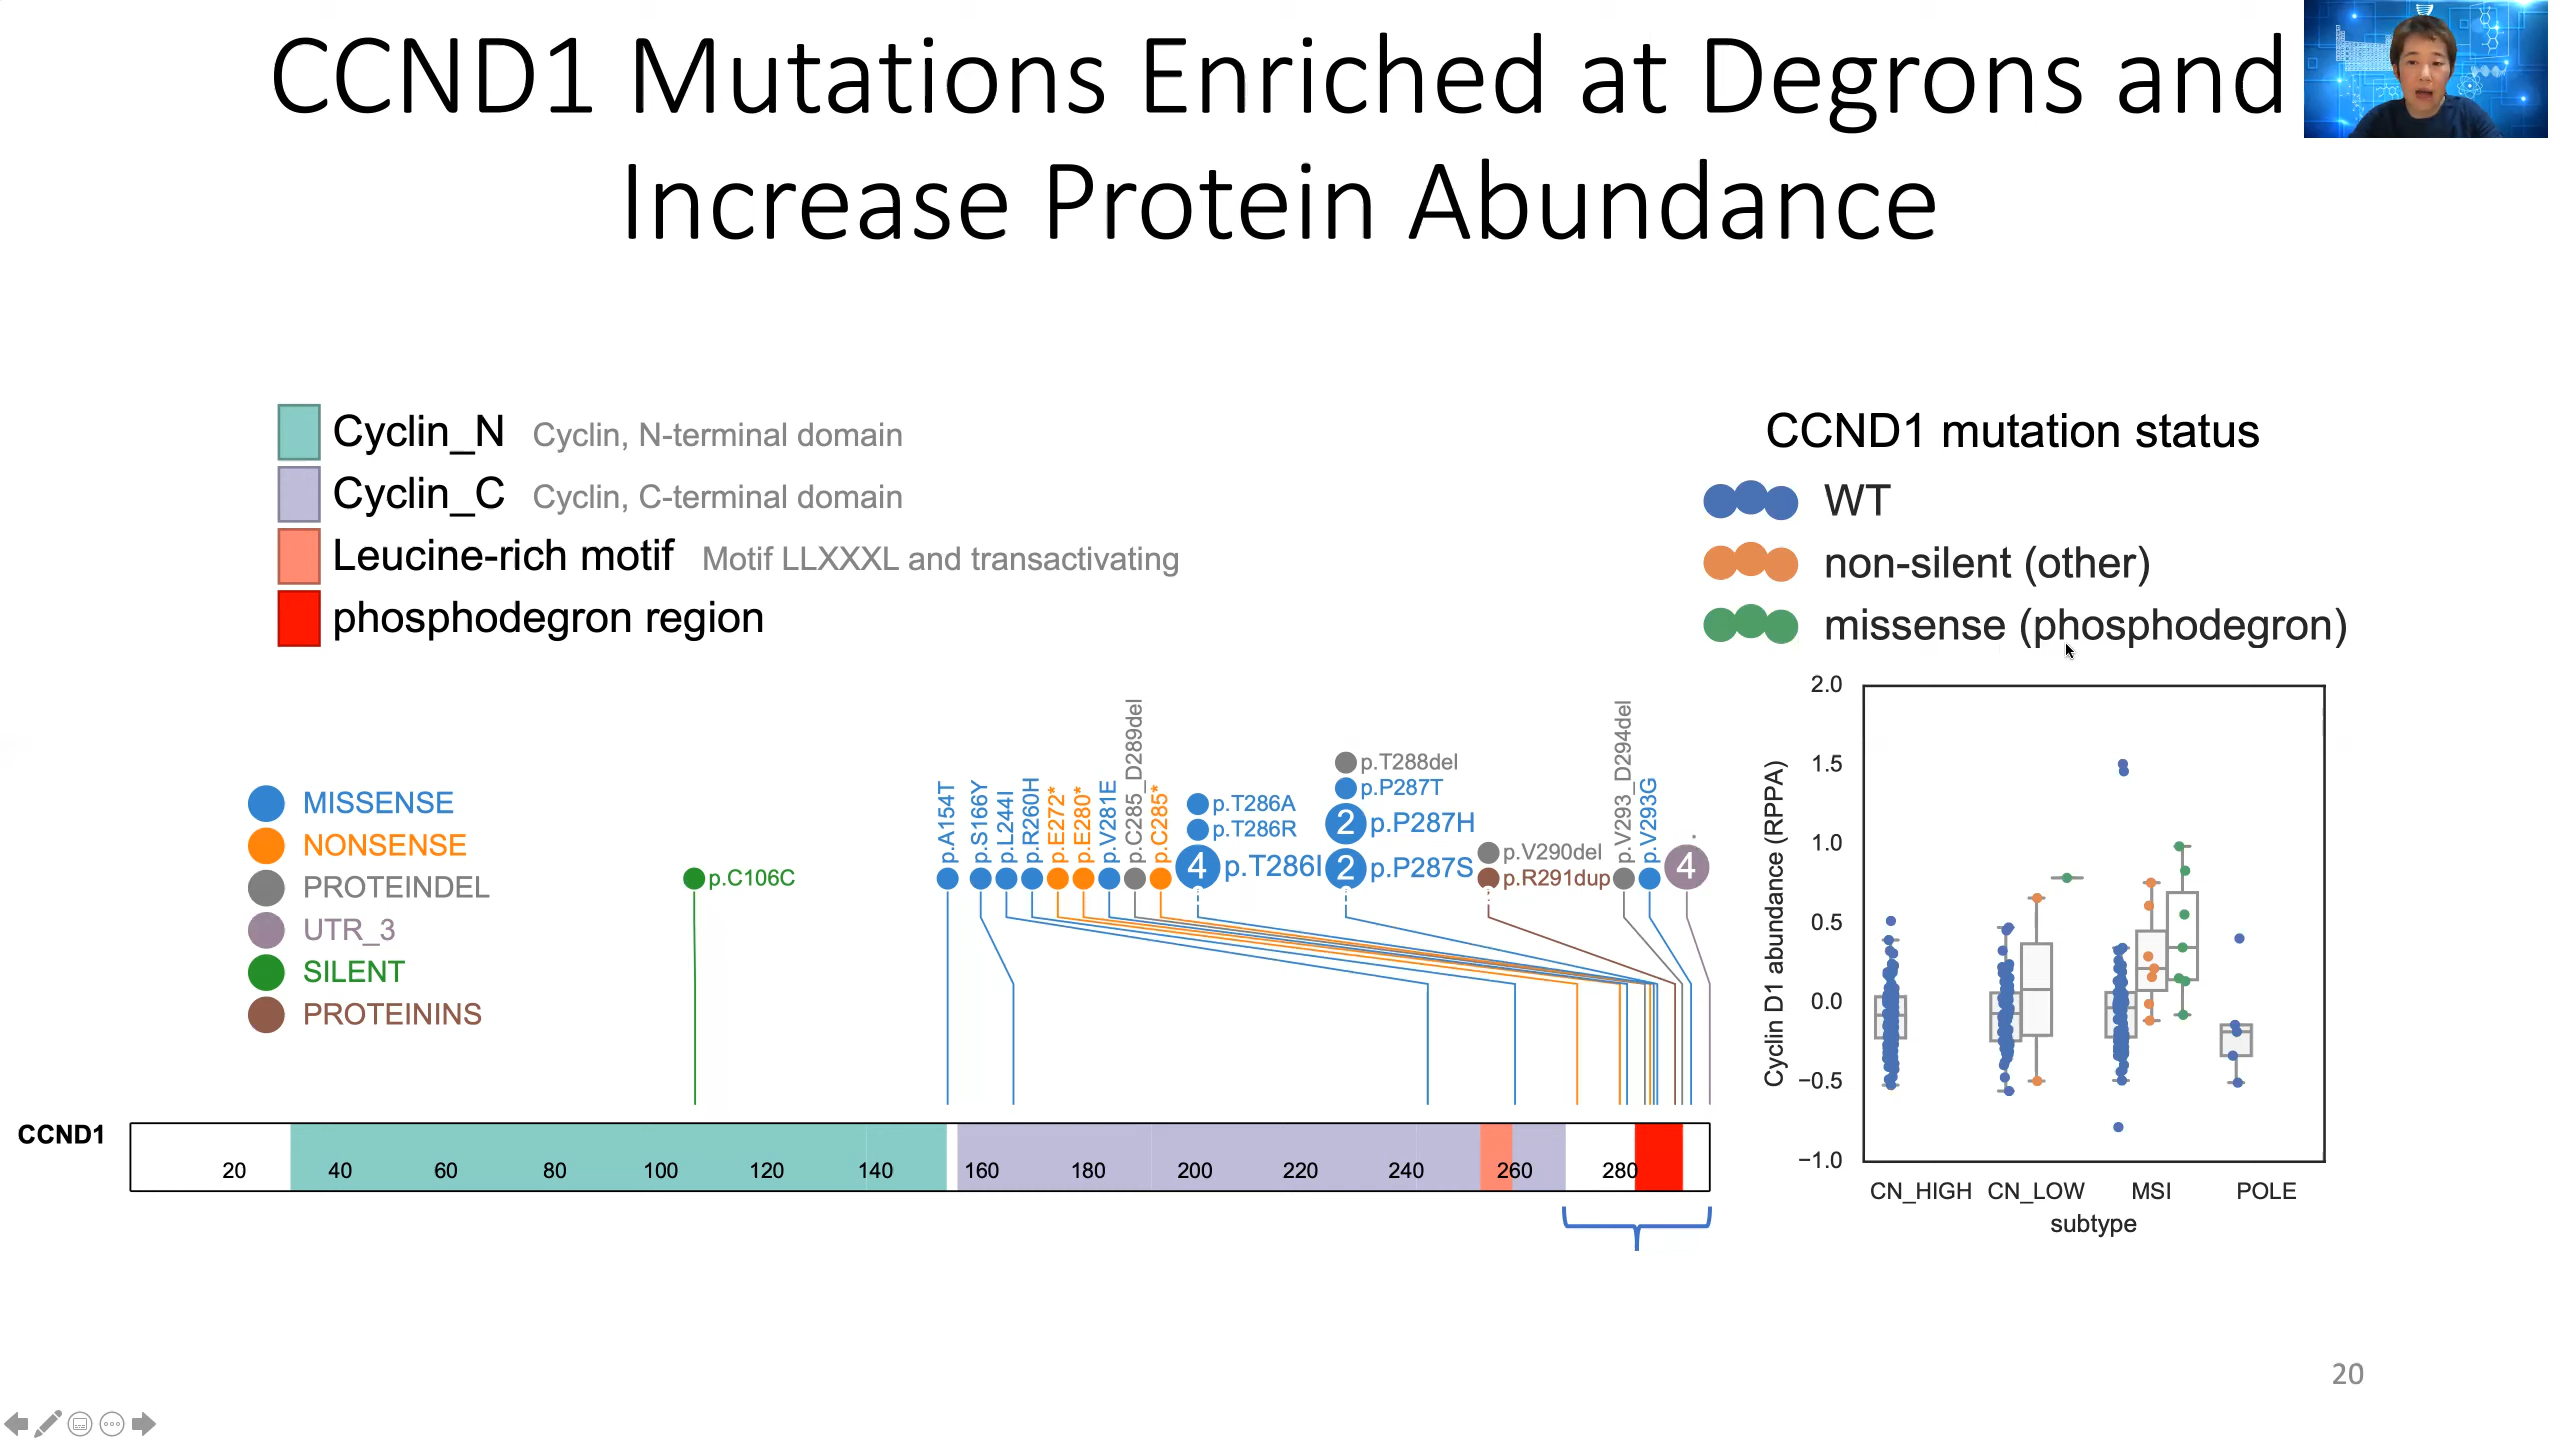 CCND1 Mutations Enriched at Degrons and
Increase Protein Abundance
Cyclin_N Cyclin, N-terminal domain
Cyclin_C Cyclin, C-terminal domain
Leucine-rich motif Motif LLXXXL and transactivating
phosphodegron region
CCND1 mutation status
WT
non-silent (other)
missense (phosphodegron)
MISSENSE
NONSENSE
PROTEINDEL
UTR_3
SILENT
PROTEININS
p.C106C
p.A154T
p.S166Y
p.L244I
p.R260H
p.E272*
p.E280*
p.V281E
p.C285_D289del
p.C285*
p.T286A
p.T286R
4 p.T286I
p.T288del
p.P287T
2 p.P287H
2 p.P287S
p.V290del
p.R291dup
p.V293_D294del
p.V293G
4 .
CCND1
20 40 60 80 100 120 140 160 180 200 220 240 260 280
Cyclin D1 abundance (RPPA)
2.0
1.5
1.0
0.5
0.0
−0.5
−1.0
CN_HIGH CN_LOW MSI POLE
subtype
20